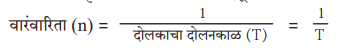 वारंवारिता (n) = 1 / दोलकाचा दोलनकाळ (T) = 1 / T